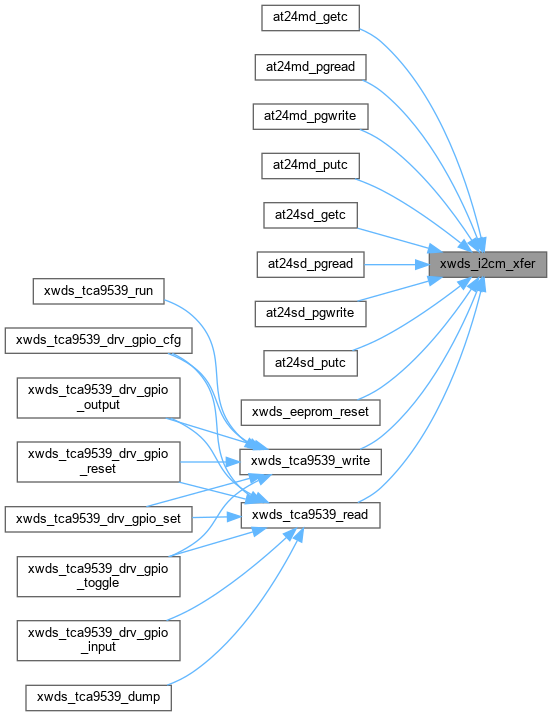 at24md_getc
at24md_pgread
at24md_pgwrite
at24md_putc
at24sd_getc
xwds_i2cm_xfer
at24sd_pgread
xwds_tca9539_run
at24sd_pgwrite
xwds_tca9539_drv_gpio_cfg
at24sd_putc
xwds_tca9539_drv_gpio
_output
xwds_eeprom_reset
xwds_tca9539_drv_gpio
_reset
xwds_tca9539_write
xwds_tca9539_drv_gpio_set
xwds_tca9539_read
xwds_tca9539_drv_gpio
_toggle
xwds_tca9539_drv_gpio
_input
xwds_tca9539_dump